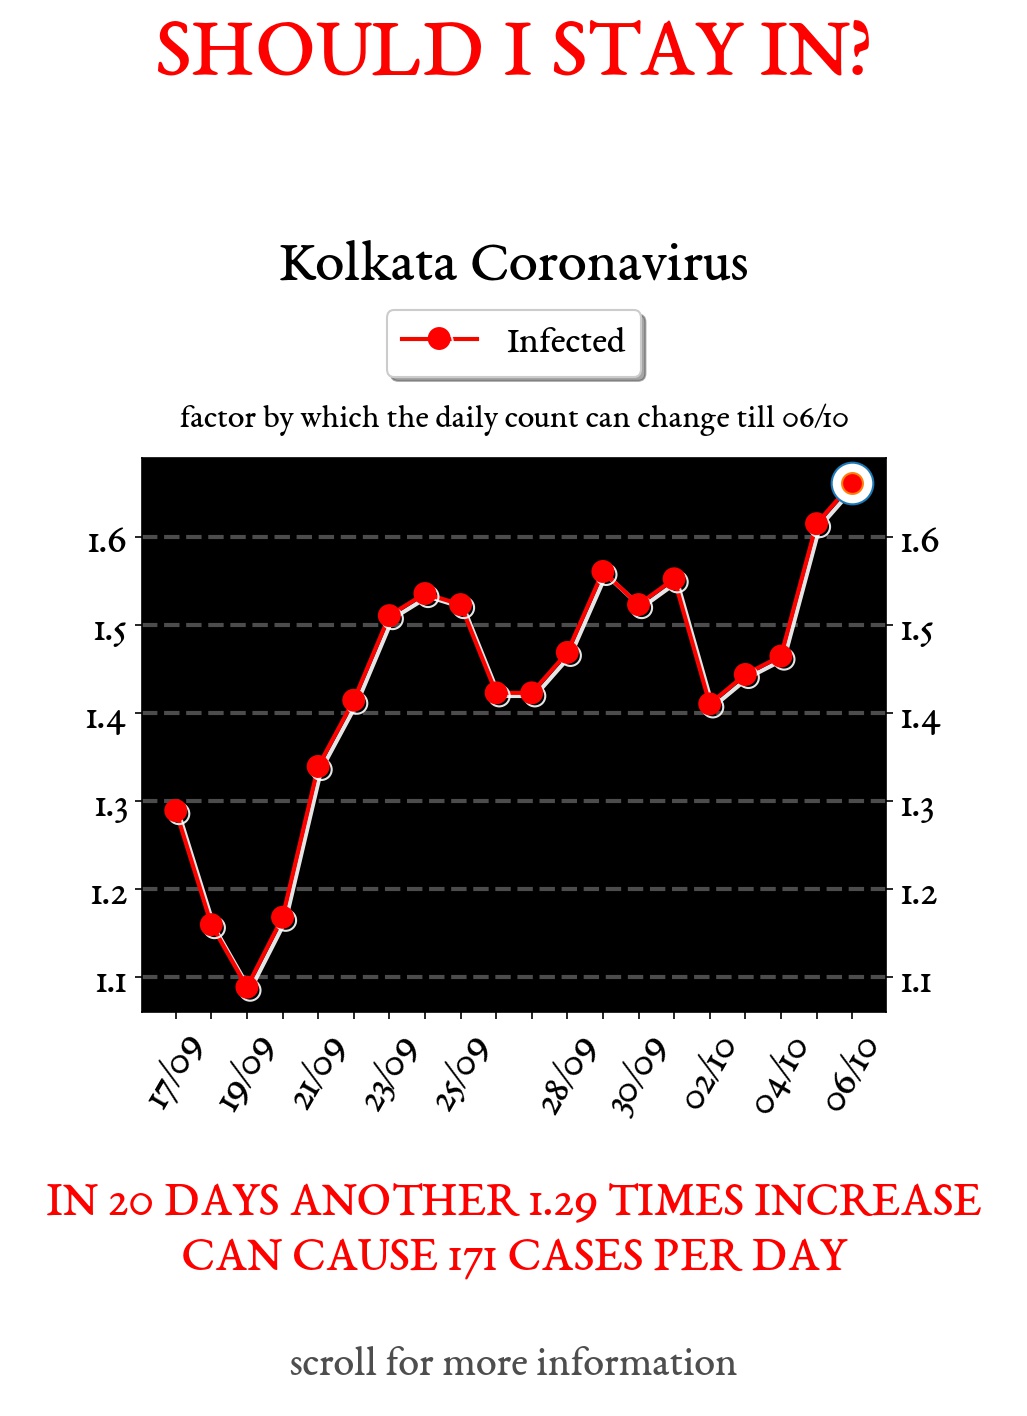 SHOULD I STAY IN?
Kolkata Coronavirus
Infected
factor by which the daily count can change till 06/10
1.6 1.6
1.5 1.5
1.4 1.4
1.3 1.3
1.2 1.2
1.1 1.1
17/09 19/09 21/09 23/09 25/09 28/09 30/09 02/10 04/10 06/10
IN 20 DAYS ANOTHER 1.29 TIMES INCREASE
CAN CAUSE 171 CASES PER DAY
scroll for more information